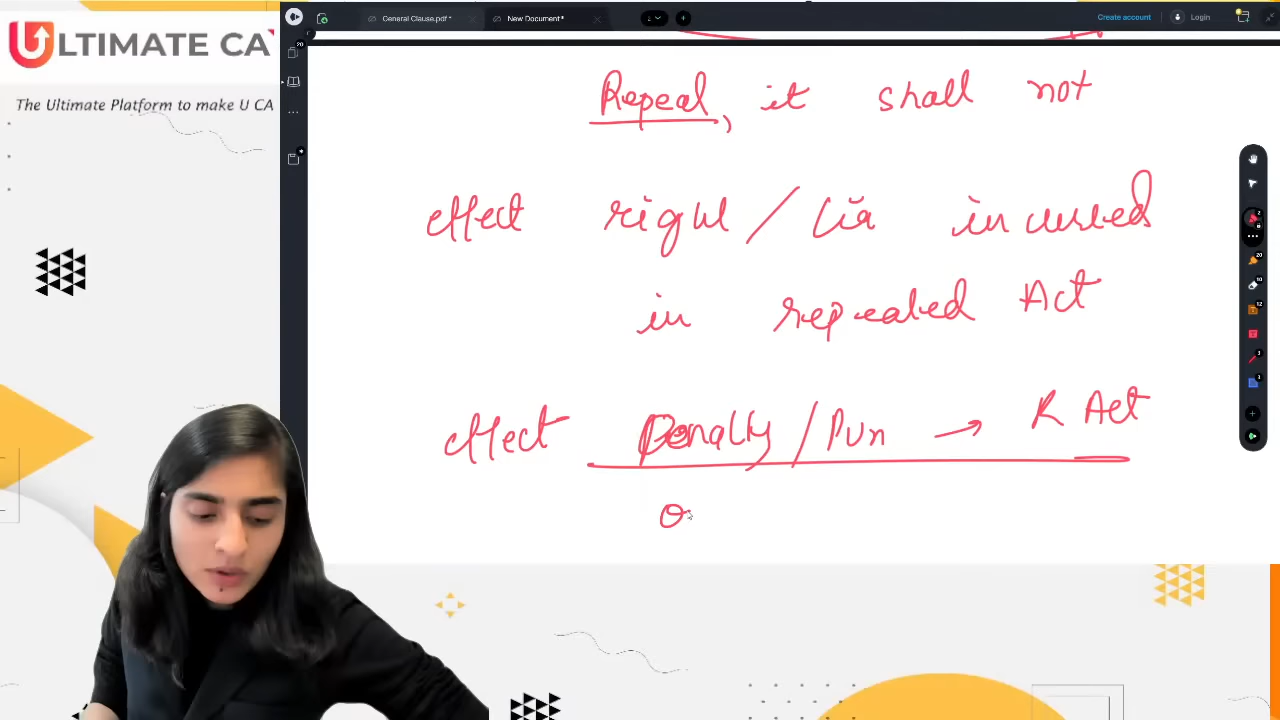 General Clause.pdf *
New Document*
2
Create account
Login
ULTIMATE CA
The Ultimate Platform to make U CA
Repeal, it shall not
effect right / Lia incurred
in repealed Act
effect Penalty / Pun → R Act
o